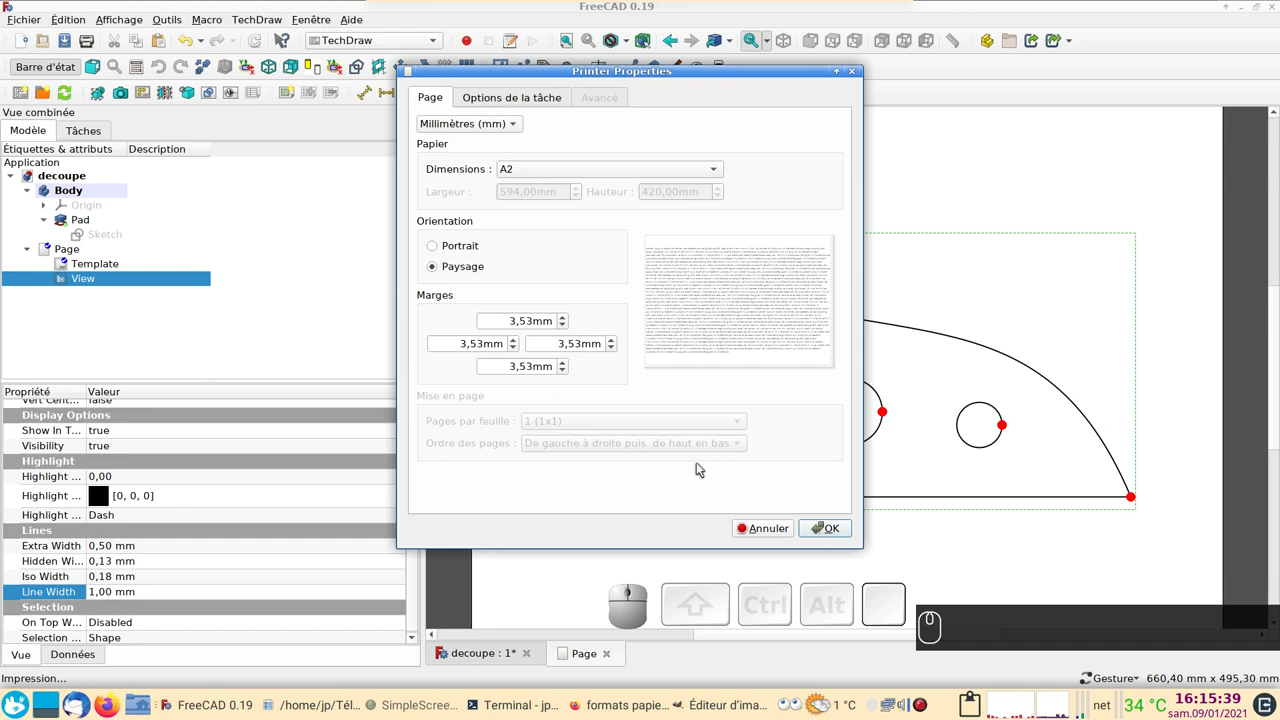 FreeCAD 0.19
Fichier Édition Affichage Outils Macro TechDraw Fenêtre Aide
TechDraw
Barre d'état
Printer Properties
Page Options de la tâche Avancé
Millimètres (mm)
Papier
Dimensions : A2
Largeur : 594,00mm Hauteur : 420,00mm
Orientation
Portrait
Paysage
Marges
3,53mm
3,53mm 3,53mm
3,53mm
Mise en page
Pages par feuille : 1 (1x1)
Ordre des pages : De gauche à droite puis de haut en bas
Annuler OK
Vue combinée
Modèle Tâches
Étiquettes & attributs Description
Application
decoupe
Body
Origin
Pad
Sketch
Page
Template
View
Propriété Valeur
Vert Cent... false
Display Options
Show In T... true
Visibility true
Highlight
Highlight ... 0,00
Highlight ... [0, 0, 0]
Highlight ... Dash
Lines
Extra Width 0,50 mm
Hidden Wi... 0,13 mm
Iso Width 0,18 mm
Line Width 1,00 mm
Selection
On Top W... Disabled
Selection ... Shape
Vue Données
Ctrl Alt
decoupe : 1* Page
Impression...
Gesture 660,40 mm x 495,30 mm
FreeCAD 0.19 /home/jp/Tél... SimpleScree... Terminal - jp... formats papie... Éditeur d'ima... 1 °C net 34 °C 16:15:39
sam.09/01/2021